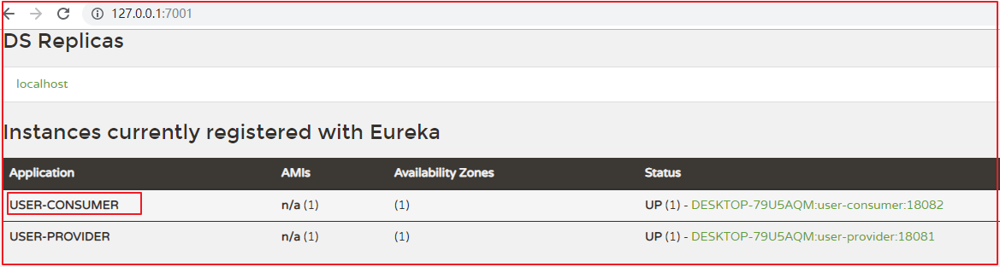 127.0.0.1:7001
DS Replicas
localhost
Instances currently registered with Eureka
Application AMIs Availability Zones Status
USER-CONSUMER n/a (1) (1) UP (1) - DESKTOP-79U5AQM:user-consumer:18082
USER-PROVIDER n/a (1) (1) UP (1) - DESKTOP-79U5AQM:user-provider:18081